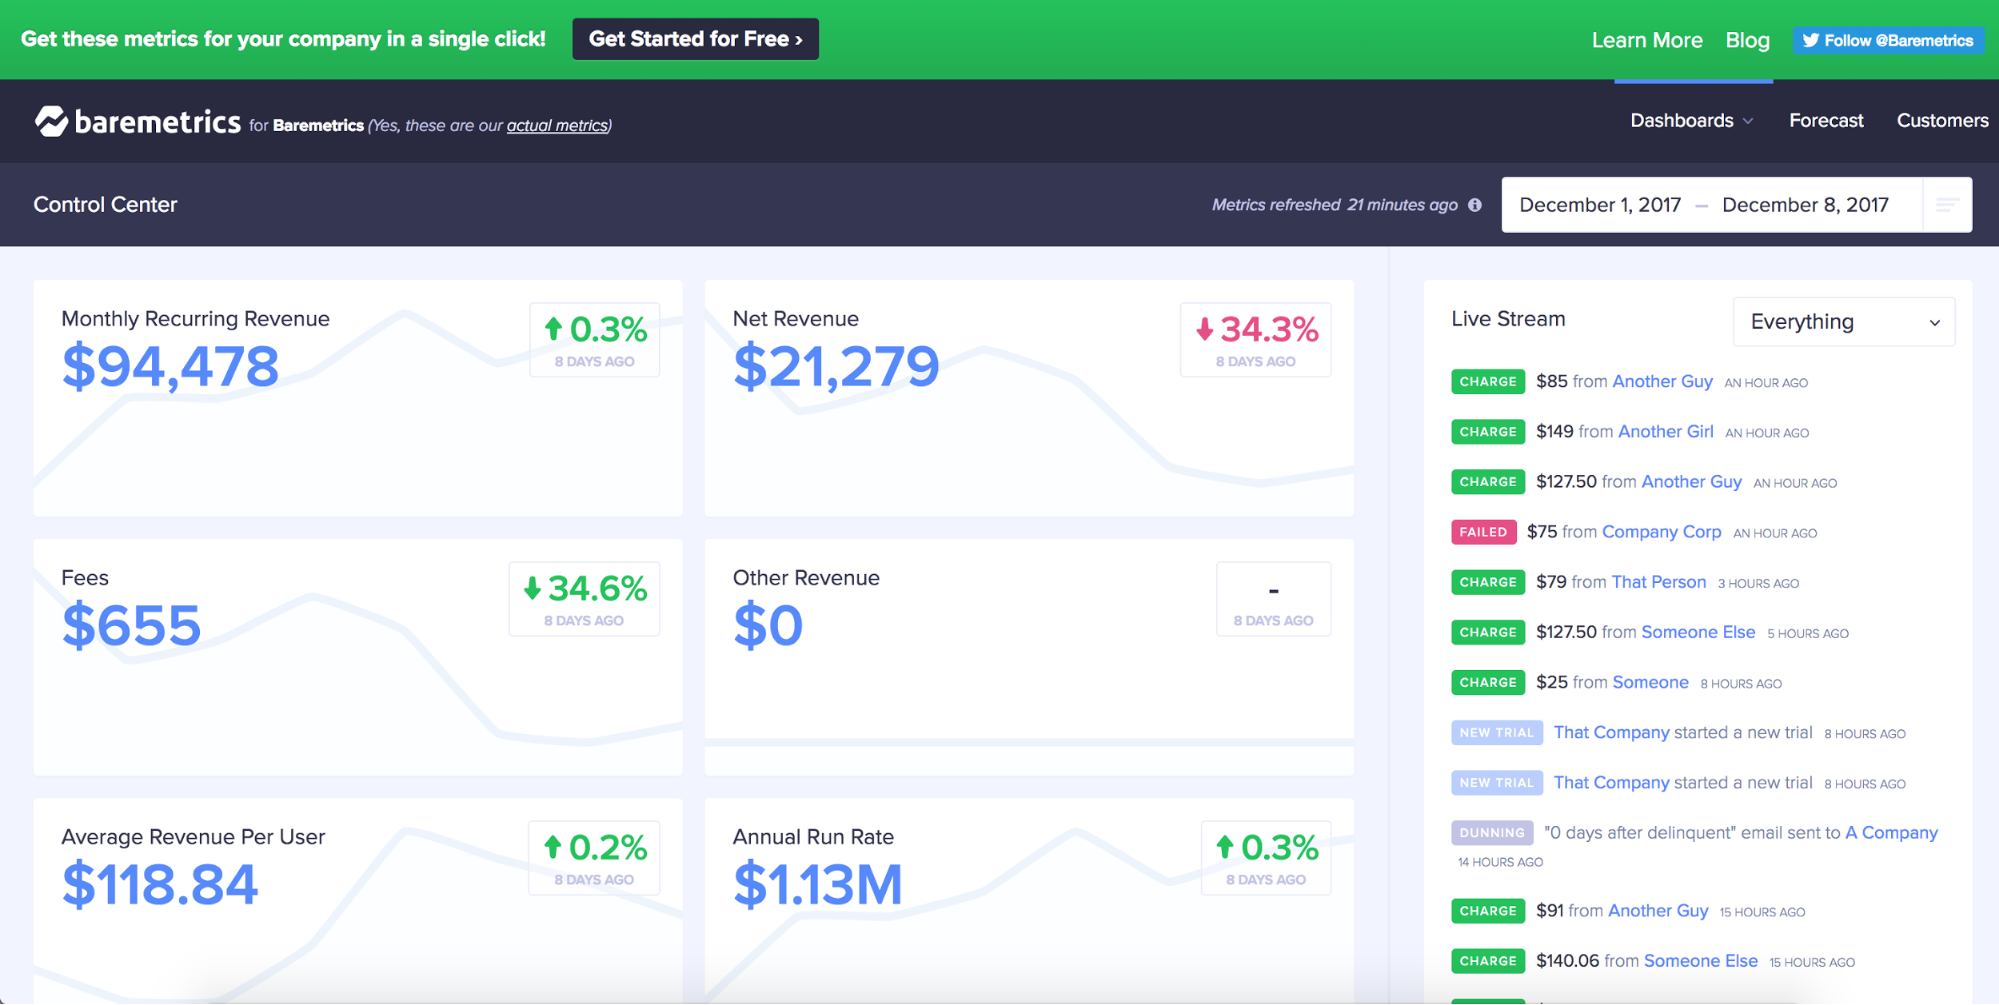 Get these metrics for your company in a single click!
Get Started for Free ›
Learn More
Blog
Follow @Baremetrics
baremetrics for Baremetrics (Yes, these are our actual metrics)
Dashboards
Forecast
Customers
Control Center
Metrics refreshed 21 minutes ago
December 1, 2017 – December 8, 2017
Monthly Recurring Revenue
$94,478
0.3%
8 DAYS AGO
Net Revenue
$21,279
34.3%
8 DAYS AGO
Fees
$655
34.6%
8 DAYS AGO
Other Revenue
$0
-
8 DAYS AGO
Average Revenue Per User
$118.84
0.2%
8 DAYS AGO
Annual Run Rate
$1.13M
0.3%
8 DAYS AGO
Live Stream
Everything
CHARGE $85 from Another Guy AN HOUR AGO
CHARGE $149 from Another Girl AN HOUR AGO
CHARGE $127.50 from Another Guy AN HOUR AGO
FAILED $75 from Company Corp AN HOUR AGO
CHARGE $79 from That Person 3 HOURS AGO
CHARGE $127.50 from Someone Else 5 HOURS AGO
CHARGE $25 from Someone 8 HOURS AGO
NEW TRIAL That Company started a new trial 8 HOURS AGO
NEW TRIAL That Company started a new trial 8 HOURS AGO
DUNNING "0 days after delinquent" email sent to A Company
14 HOURS AGO
CHARGE $91 from Another Guy 15 HOURS AGO
CHARGE $140.06 from Someone Else 15 HOURS AGO